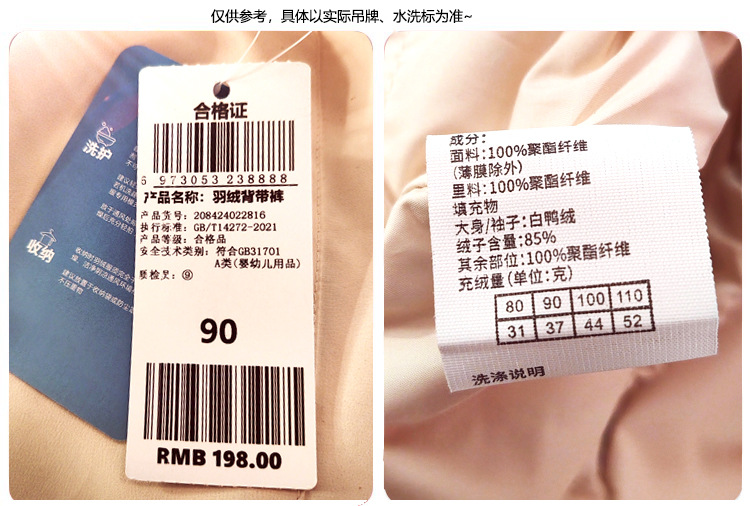 仅供参考，具体以实际吊牌、水洗标为准~
洗护
收纳
合格证
6 973053 238888
产品名称：羽绒背带裤
产品货号：208424022816
执行标准：GB/T14272-2021
产品等级：合格品
安全技术类别：符合GB31701
A类(婴幼儿用品)
质检员：⑨
90
RMB 198.00
成分：
面料:100%聚酯纤维
(薄膜除外)
里料:100%聚酯纤维
填充物
大身/袖子:白鸭绒
绒子含量:85%
其余部位:100%聚酯纤维
充绒量(单位:克)
80 90 100 110
31 37 44 52
洗涤说明